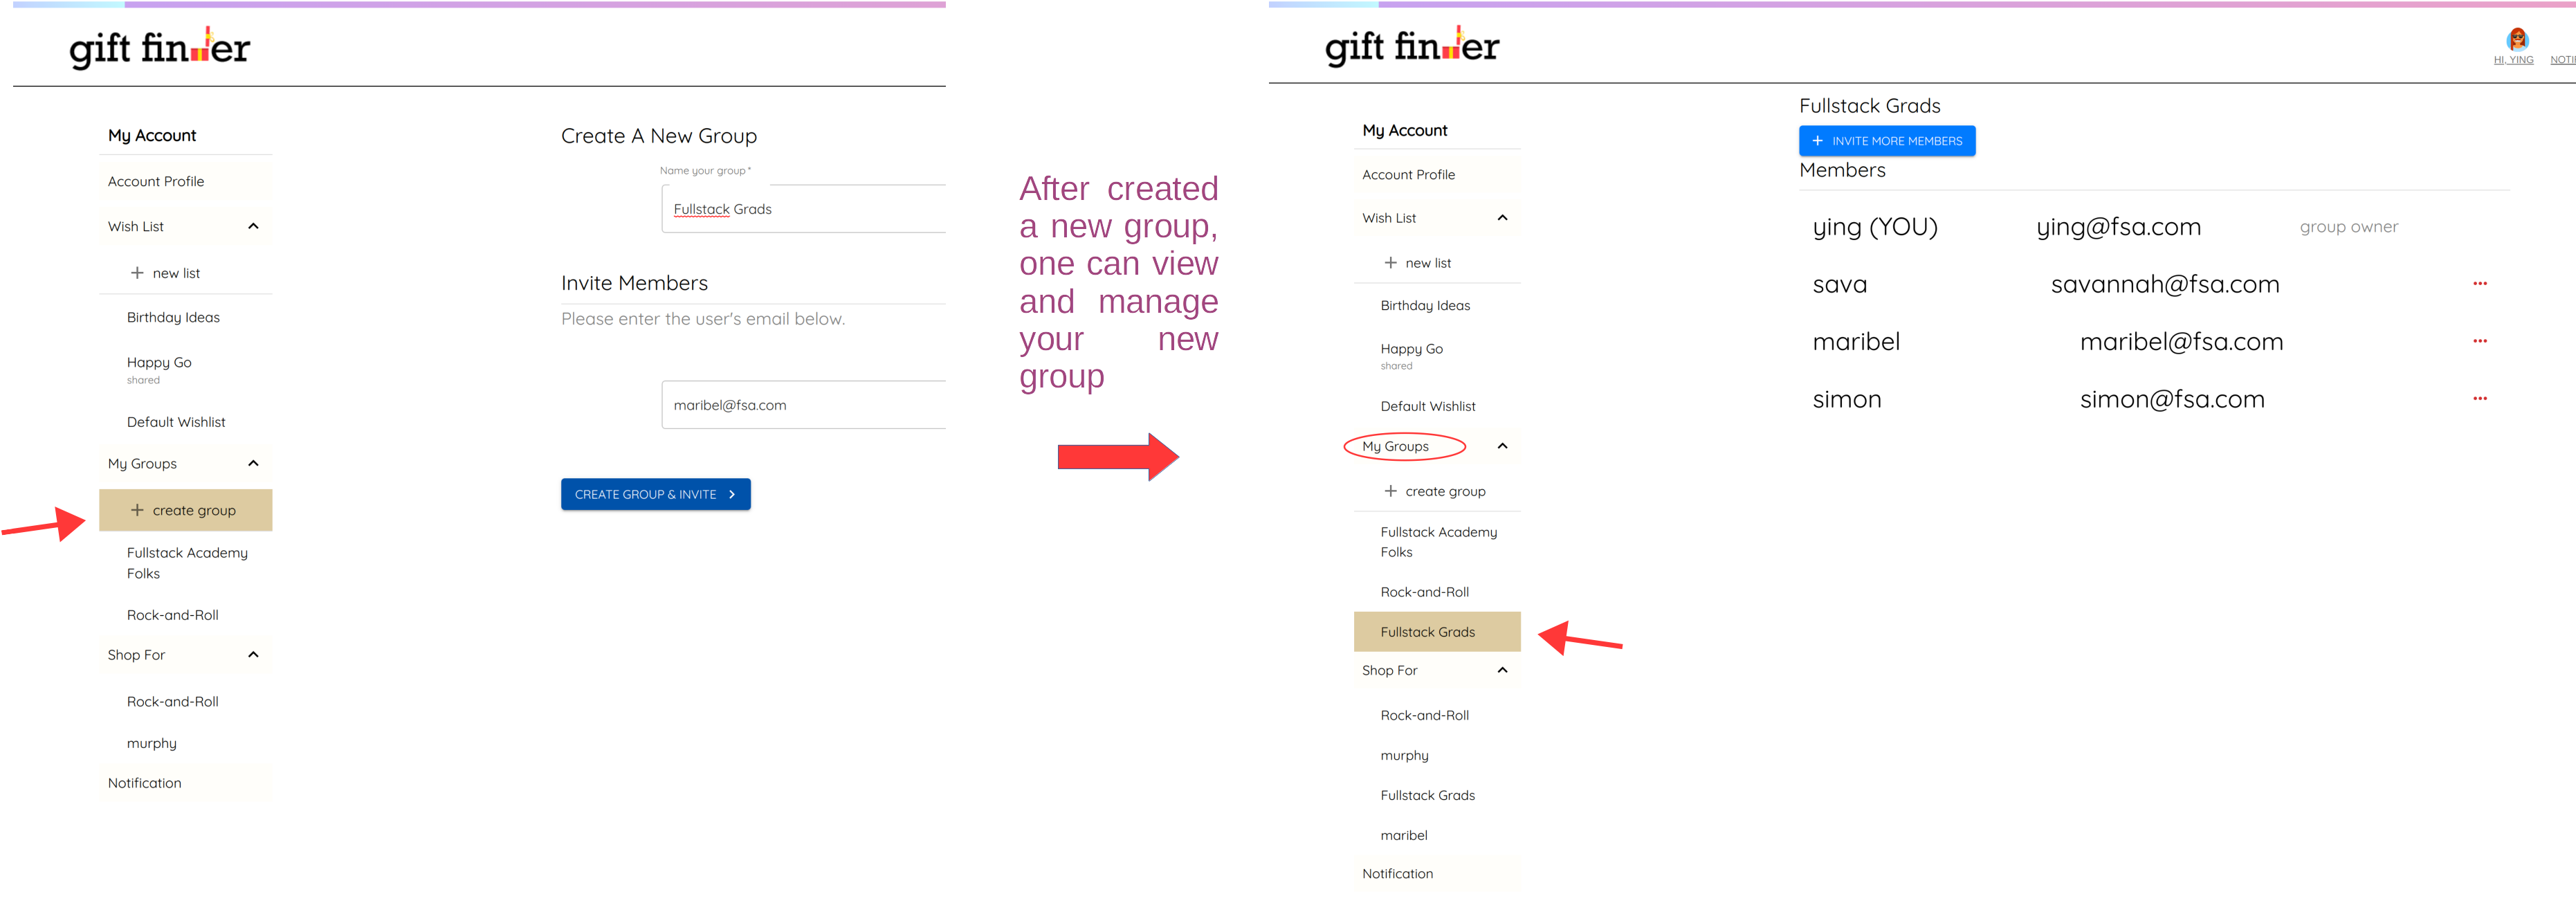 gift finder
My Account
Account Profile
Wish List
+ new list
Birthday Ideas
Happy Go
shared
Default Wishlist
My Groups
+ create group
Fullstack Academy
Folks
Rock-and-Roll
Shop For
Rock-and-Roll
murphy
Notification
Create A New Group
Name your group *
Fullstack Grads
Invite Members
Please enter the user's email below.
maribel@fsa.com
CREATE GROUP & INVITE
After created
a new group,
one can view
and manage
your new
group
gift finder
HI, YING
My Account
Account Profile
Wish List
+ new list
Birthday Ideas
Happy Go
shared
Default Wishlist
My Groups
+ create group
Fullstack Academy
Folks
Rock-and-Roll
Fullstack Grads
Shop For
Rock-and-Roll
murphy
Fullstack Grads
maribel
Notification
Fullstack Grads
+ INVITE MORE MEMBERS
Members
ying (YOU) ying@fsa.com group owner
sava savannah@fsa.com
maribel maribel@fsa.com
simon simon@fsa.com